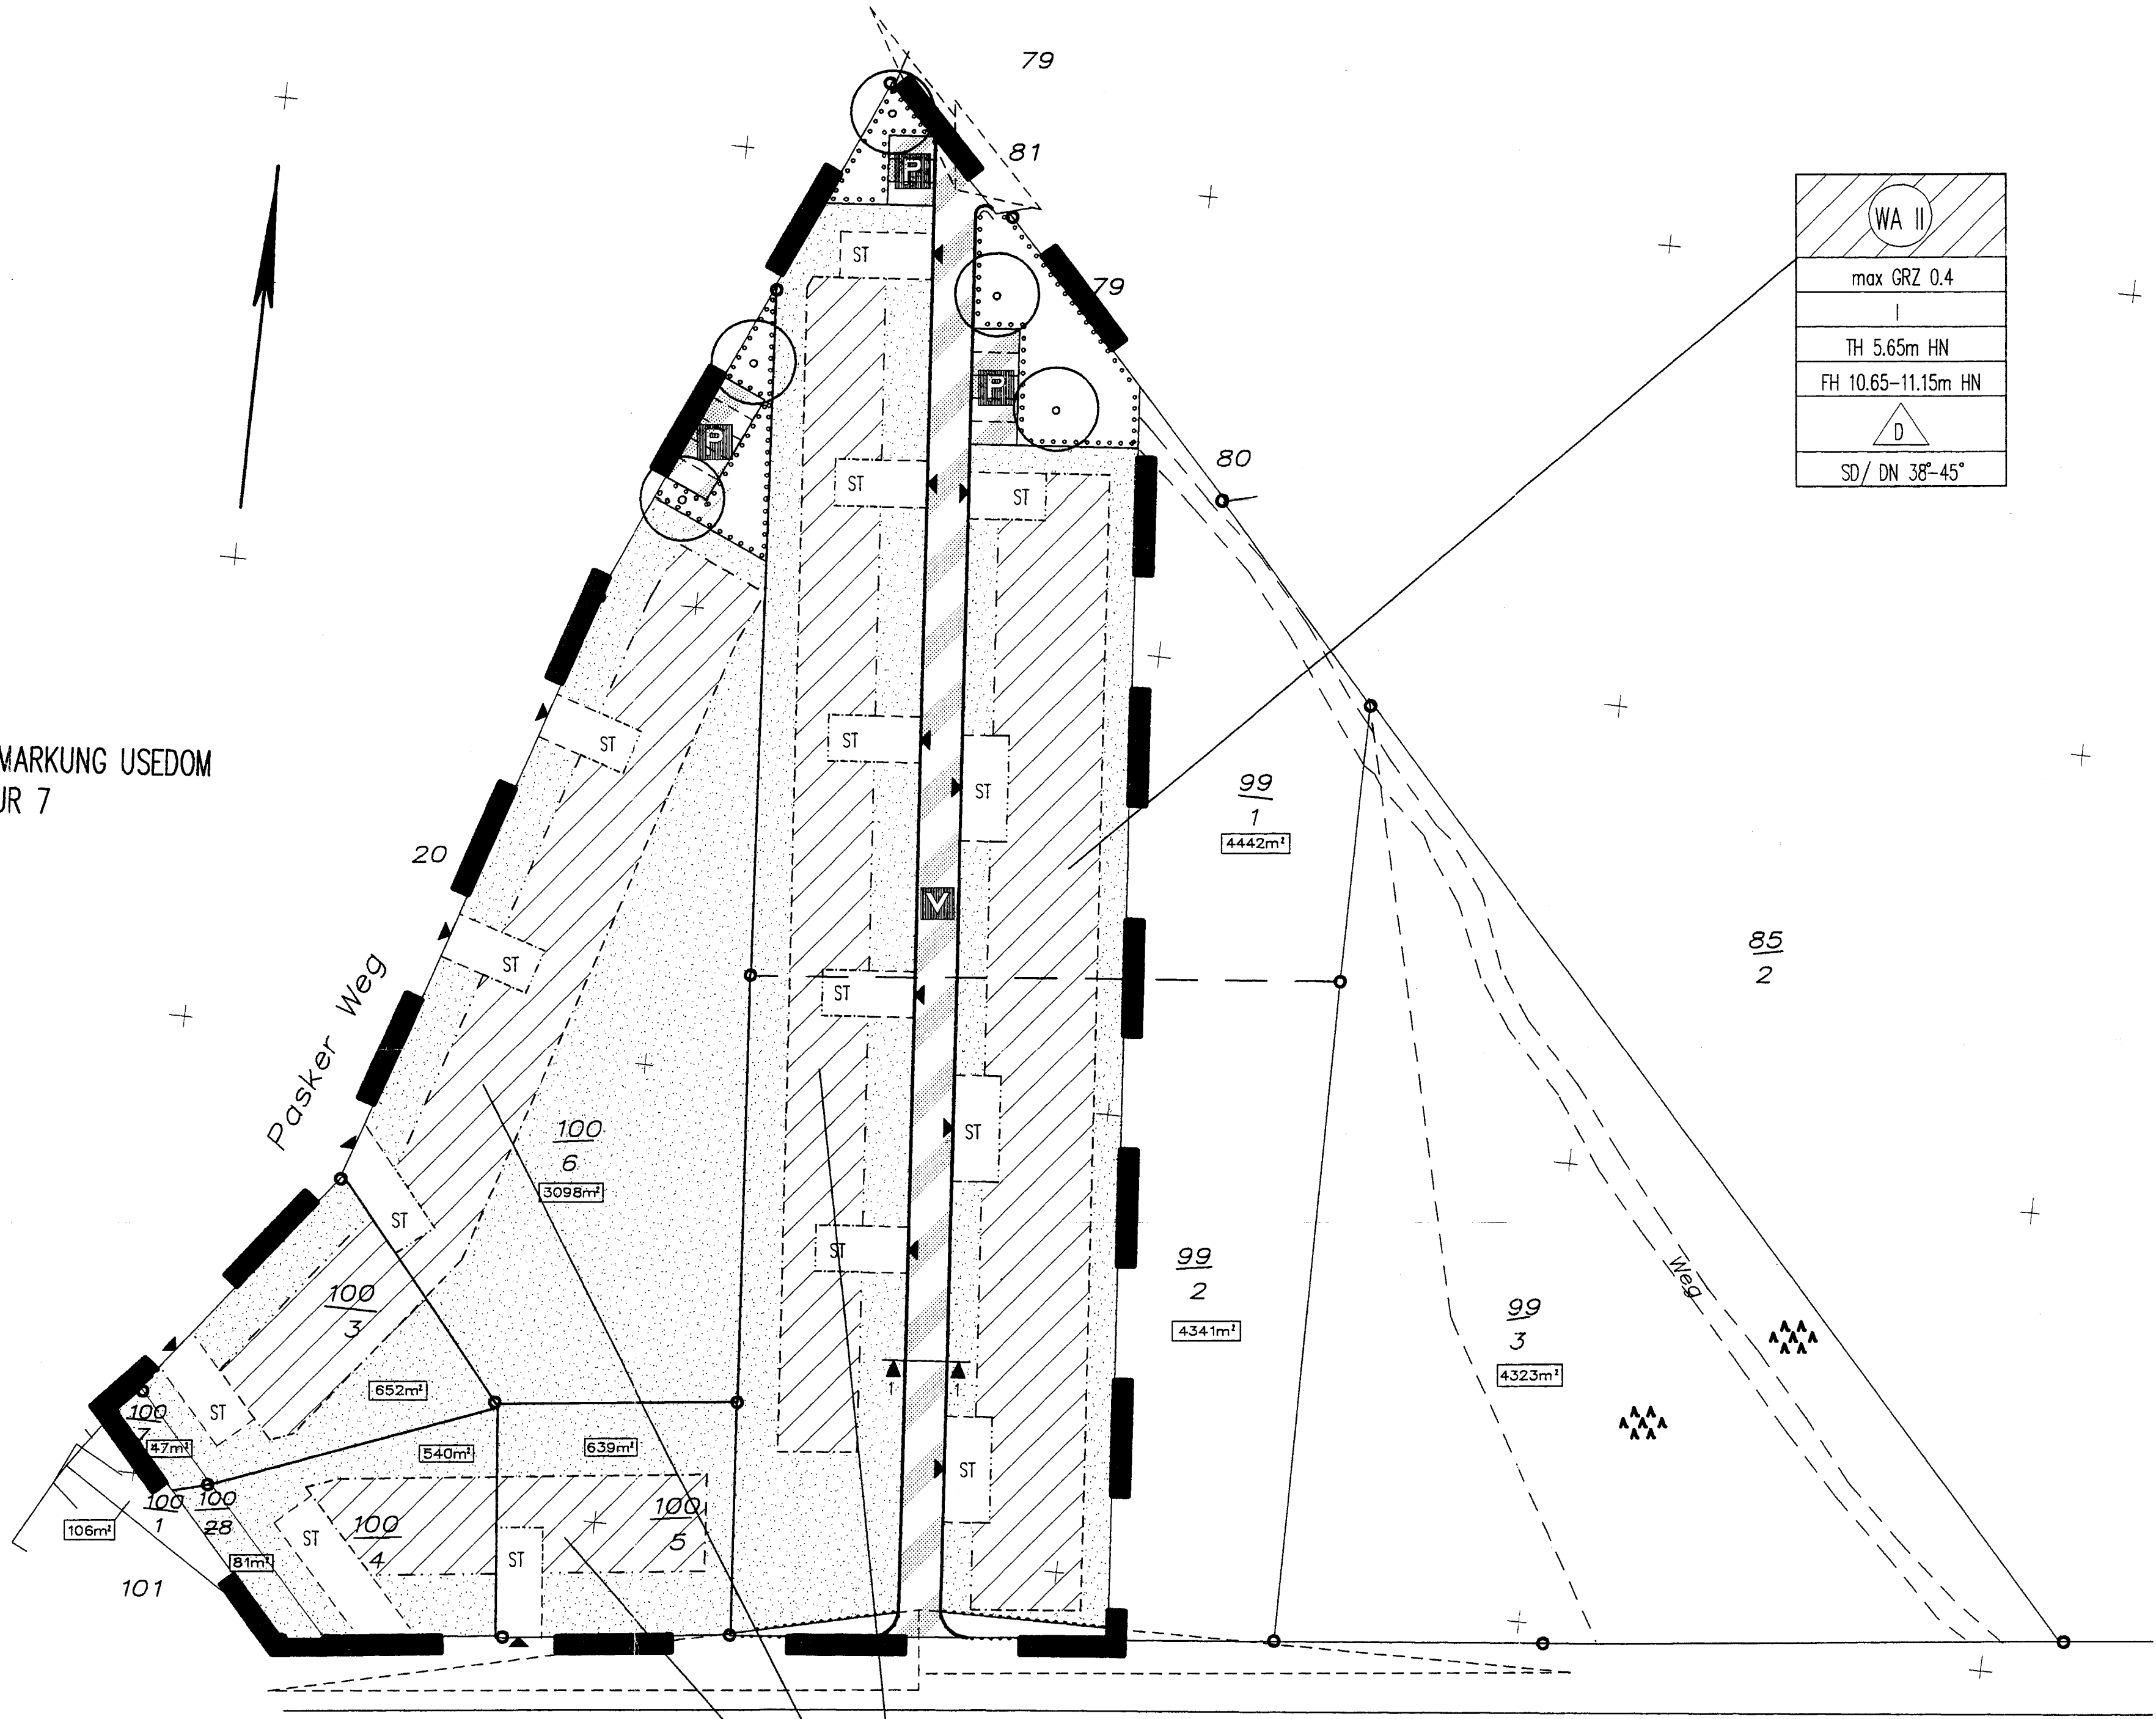 79
81
P
WA II
max GRZ 0.4
I
TH 5.65m HN
FH 10.65-11.15m HN
D
SD/ DN 38°-45°
ST
79
P
P
80
ST
ST
ST
ST
MARKUNG USEDOM
UR 7
ST
99
1
4442m²
20
V
85
2
ST
ST
Pasker Weg
100
6
3098m²
ST
ST
ST
99
2
4341m²
Weg
99
3
4323m²
100
3
652m²
1
1
ST
100
7
47m²
540m²
639m²
ST
100
1
106m²
100
28
81m²
ST
100
4
100
5
ST
101